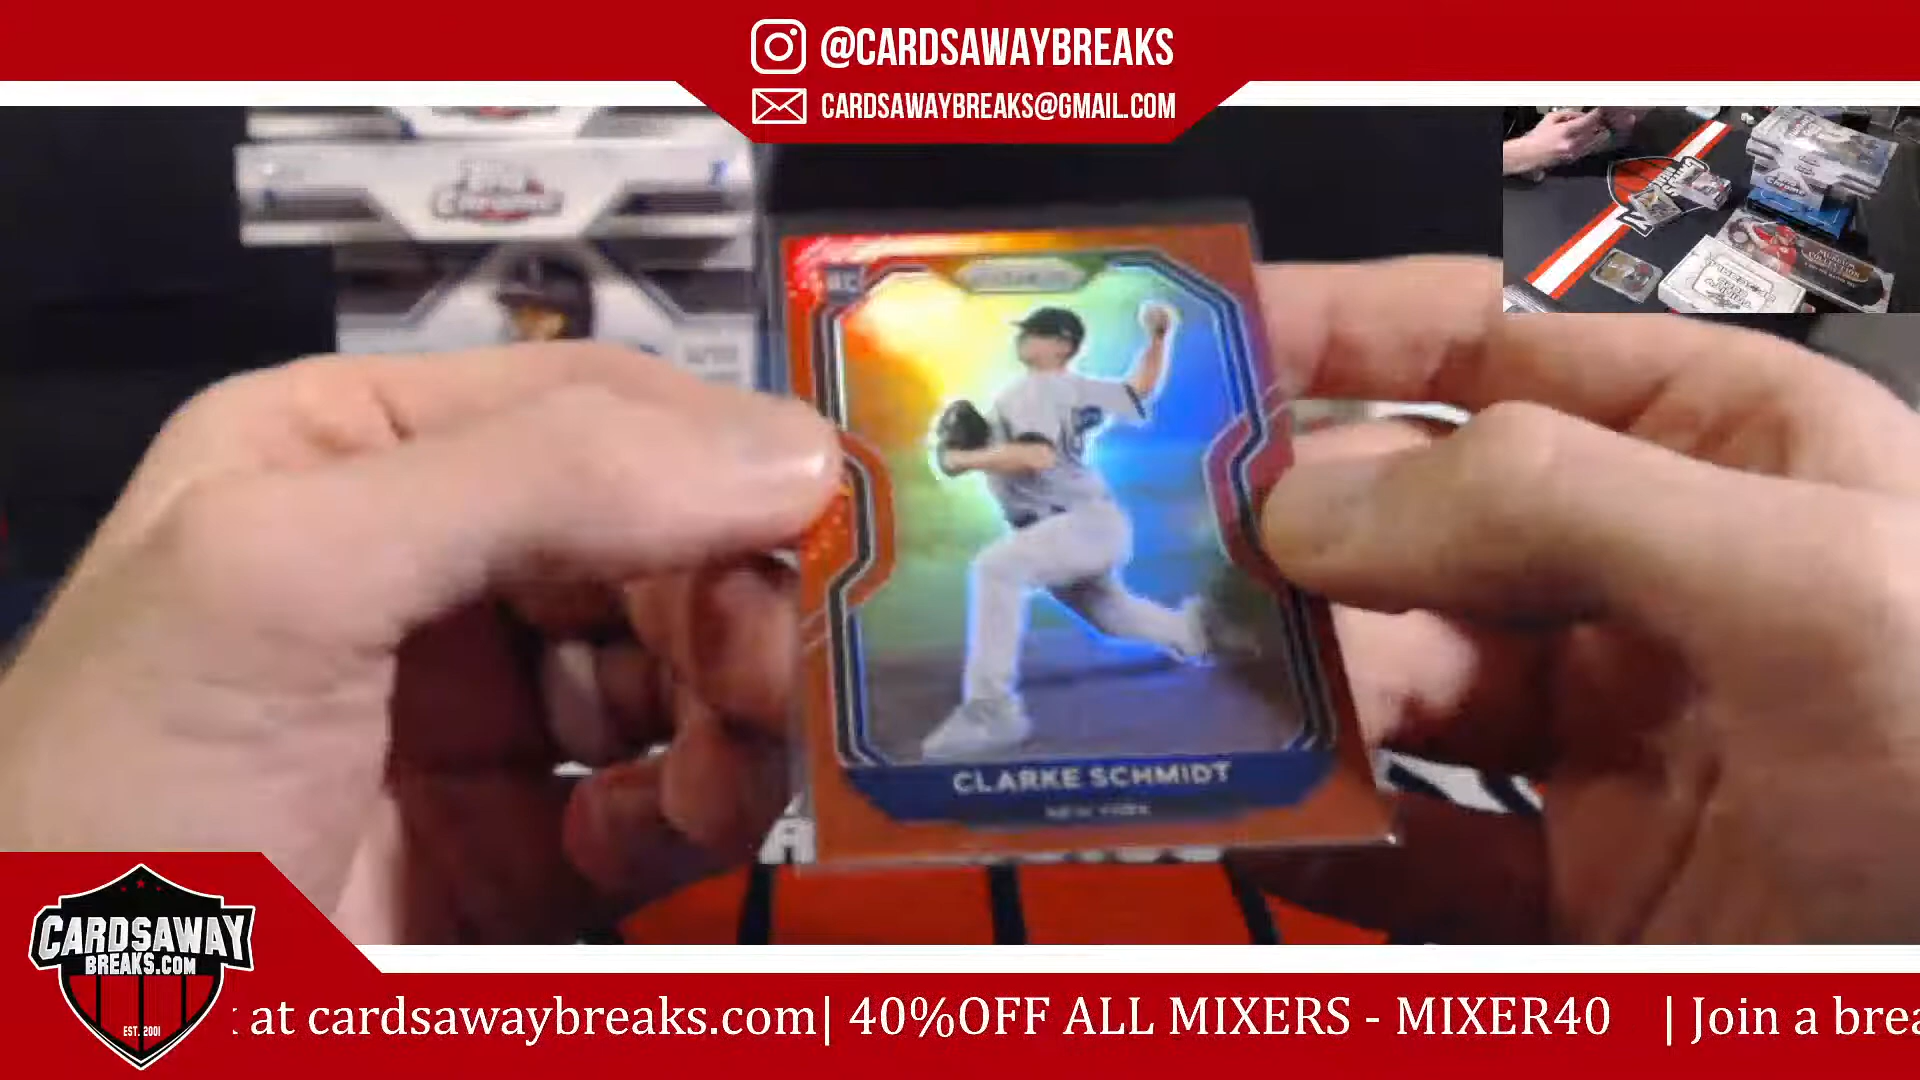 @CARDSAWAYBREAKS
CARDSAWAYBREAKS@GMAIL.COM
Chrome
RC
CLARKE SCHMIDT
NEW YORK
CARDSAWAY
BREAKS.COM
EST. 2001
at cardsawaybreaks.com| 40%OFF ALL MIXERS - MIXER40 | Join a brea